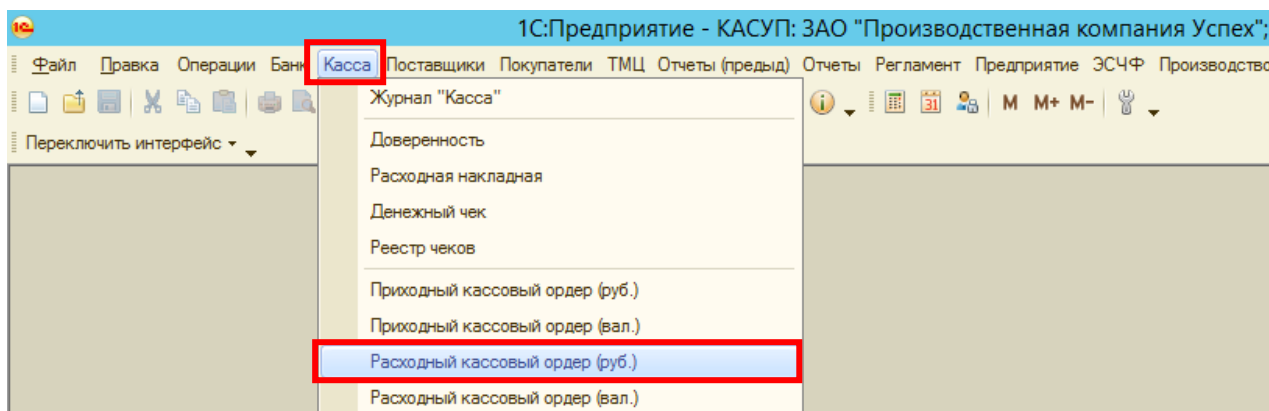 1С:Предприятие - КАСУП: ЗАО "Производственная компания Успех";
Файл Правка Операции Банк Касса Поставщики Покупатели ТМЦ Отчеты (предыд) Отчеты Регламент Предприятие ЭСЧФ Производство
31 M M+ M-
Переключить интерфейс
Журнал "Касса"
Доверенность
Расходная накладная
Денежный чек
Реестр чеков
Приходный кассовый ордер (руб.)
Приходный кассовый ордер (вал.)
Расходный кассовый ордер (руб.)
Расходный кассовый ордер (вал.)